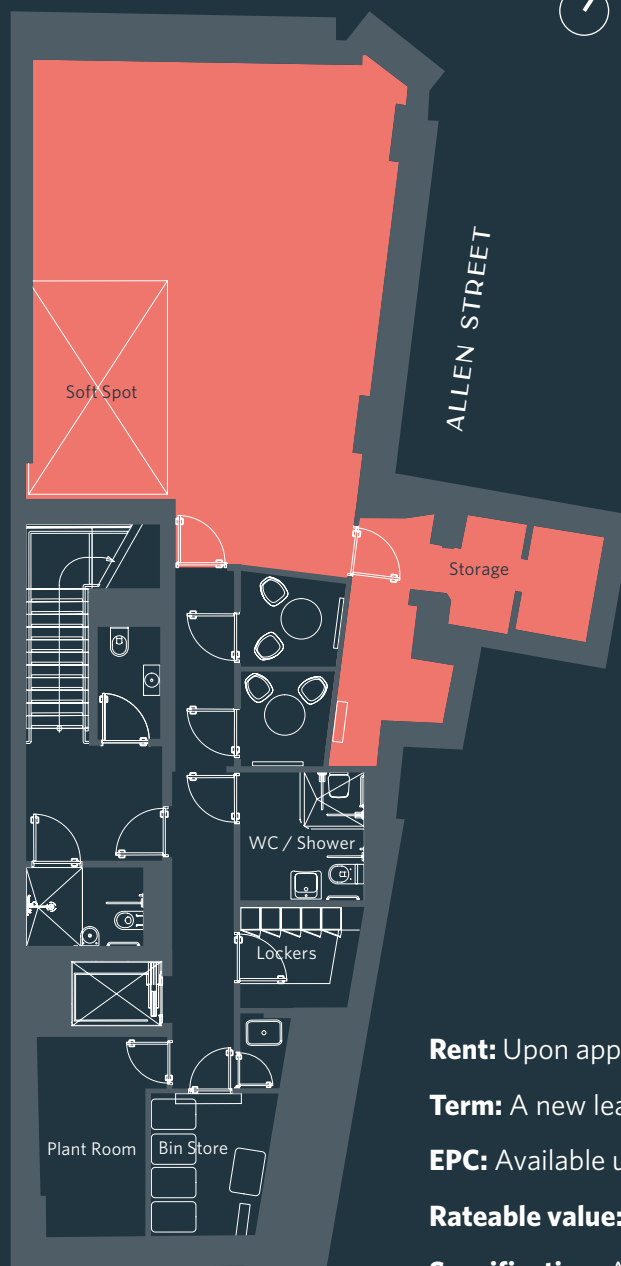 ALLEN STREET
Soft Spot
Storage
WC / Shower
Lockers
Plant Room
Bin Store
Rent: Upon app
Term: A new lea
EPC: Available u
Rateable value: